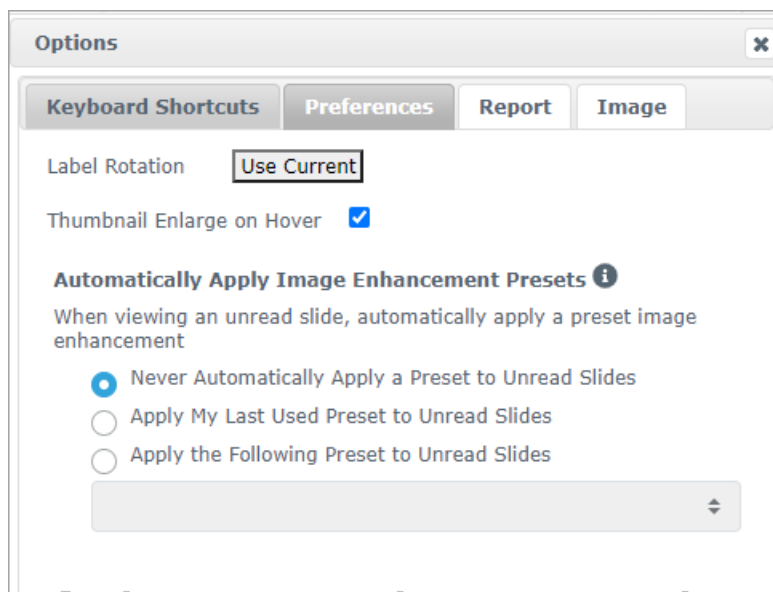 Options
Keyboard Shortcuts Preferences Report Image
Label Rotation Use Current
Thumbnail Enlarge on Hover
Automatically Apply Image Enhancement Presets
When viewing an unread slide, automatically apply a preset image
enhancement
Never Automatically Apply a Preset to Unread Slides
Apply My Last Used Preset to Unread Slides
Apply the Following Preset to Unread Slides